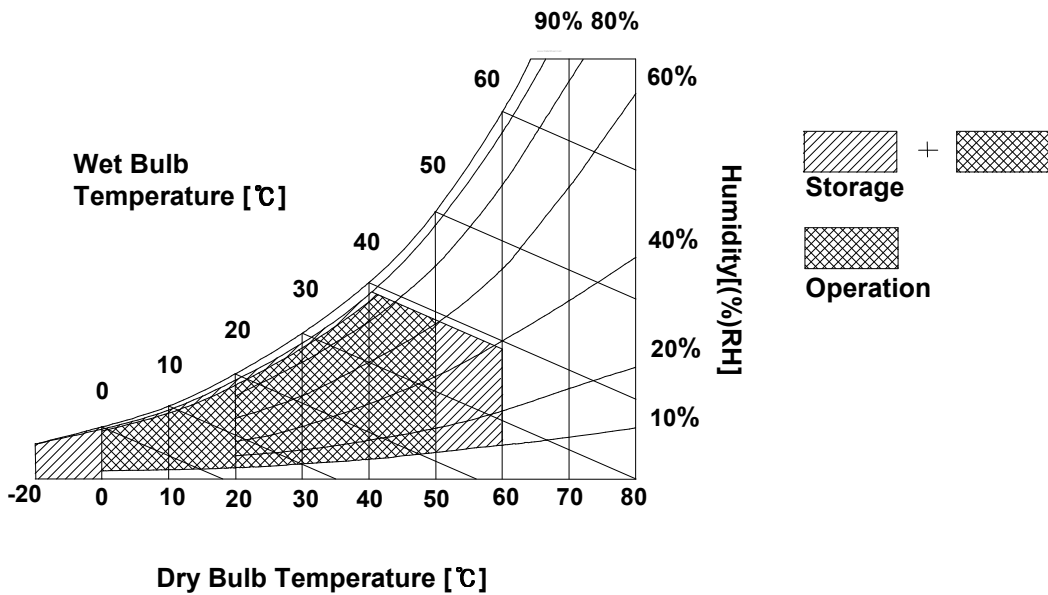 90% 80%
60
60%
Wet Bulb
Temperature [℃]
50
Storage
40
40%
Humidity[(%)RH]
30
Operation
20
20%
10
0
10%
-20 0 10 20 30 40 50 60 70 80
Dry Bulb Temperature [℃]